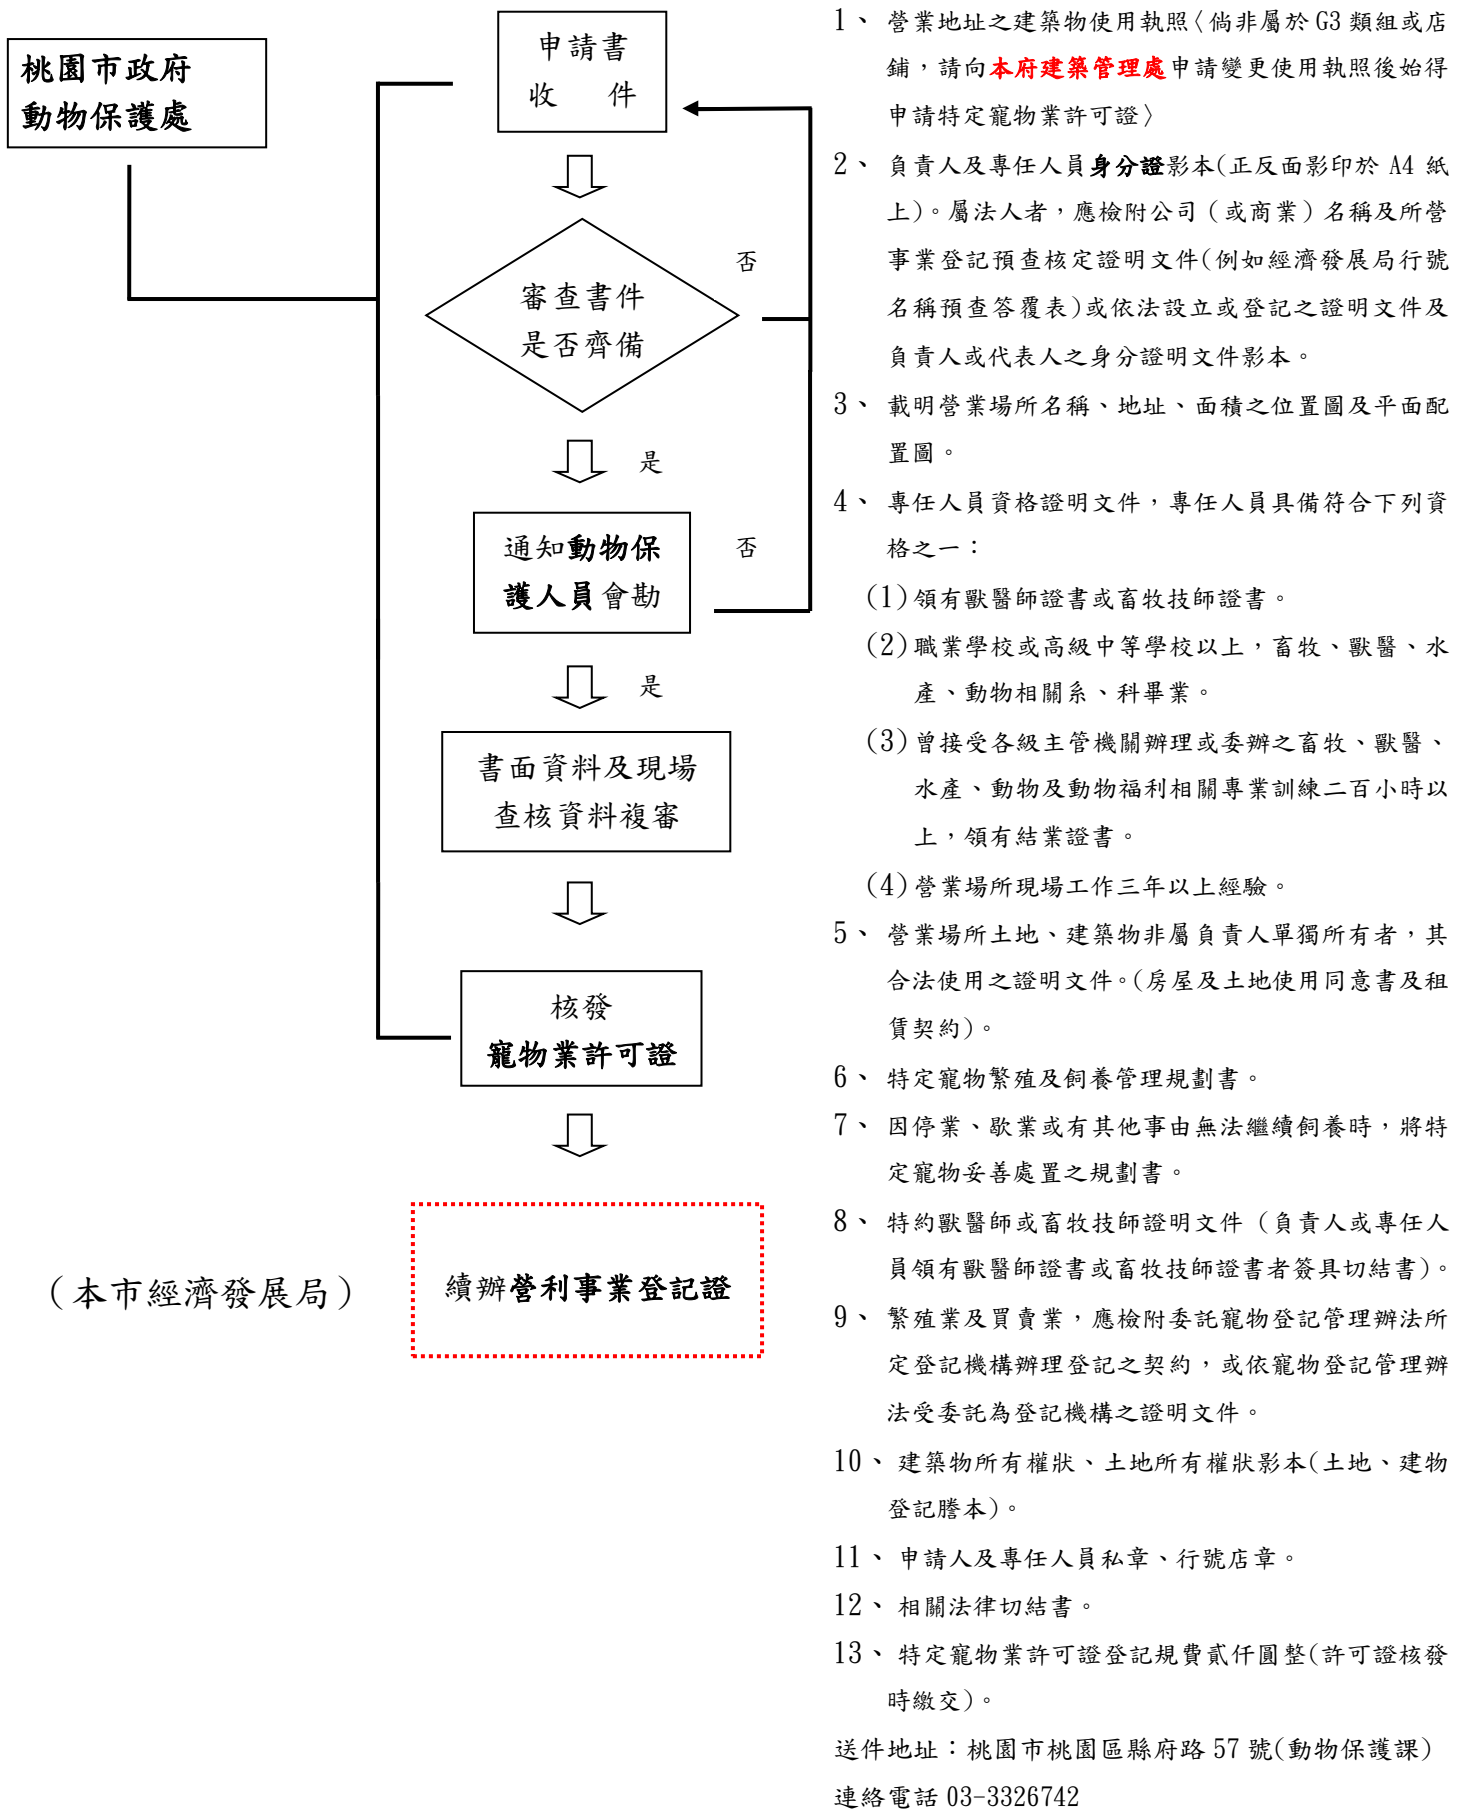 桃園市政府
動物保護處
申請書
收　件
審查書件
是否齊備
否
是
通知動物保
護人員會勘
否
是
書面資料及現場
查核資料複審
核發
寵物業許可證
(本市經濟發展局)
續辦營利事業登記證
1、 營業地址之建築物使用執照〈倘非屬於 G3 類組或店
鋪，請向本府建築管理處申請變更使用執照後始得
申請特定寵物業許可證〉
2、 負責人及專任人員身分證影本(正反面影印於 A4 紙
上)。屬法人者，應檢附公司（或商業）名稱及所營
事業登記預查核定證明文件(例如經濟發展局行號
名稱預查答覆表)或依法設立或登記之證明文件及
負責人或代表人之身分證明文件影本。
3、 載明營業場所名稱、地址、面積之位置圖及平面配
置圖。
4、 專任人員資格證明文件，專任人員具備符合下列資
格之一：
(1)領有獸醫師證書或畜牧技師證書。
(2)職業學校或高級中等學校以上，畜牧、獸醫、水
產、動物相關系、科畢業。
(3)曾接受各級主管機關辦理或委辦之畜牧、獸醫、
水產、動物及動物福利相關專業訓練二百小時以
上，領有結業證書。
(4)營業場所現場工作三年以上經驗。
5、 營業場所土地、建築物非屬負責人單獨所有者，其
合法使用之證明文件。(房屋及土地使用同意書及租
賃契約)。
6、 特定寵物繁殖及飼養管理規劃書。
7、 因停業、歇業或有其他事由無法繼續飼養時，將特
定寵物妥善處置之規劃書。
8、 特約獸醫師或畜牧技師證明文件（負責人或專任人
員領有獸醫師證書或畜牧技師證書者簽具切結書)。
9、 繁殖業及買賣業，應檢附委託寵物登記管理辦法所
定登記機構辦理登記之契約，或依寵物登記管理辦
法受委託為登記機構之證明文件。
10、 建築物所有權狀、土地所有權狀影本(土地、建物
登記謄本)。
11、 申請人及專任人員私章、行號店章。
12、 相關法律切結書。
13、 特定寵物業許可證登記規費貳仟圓整(許可證核發
時繳交)。
送件地址：桃園市桃園區縣府路 57 號(動物保護課)
連絡電話 03-3326742